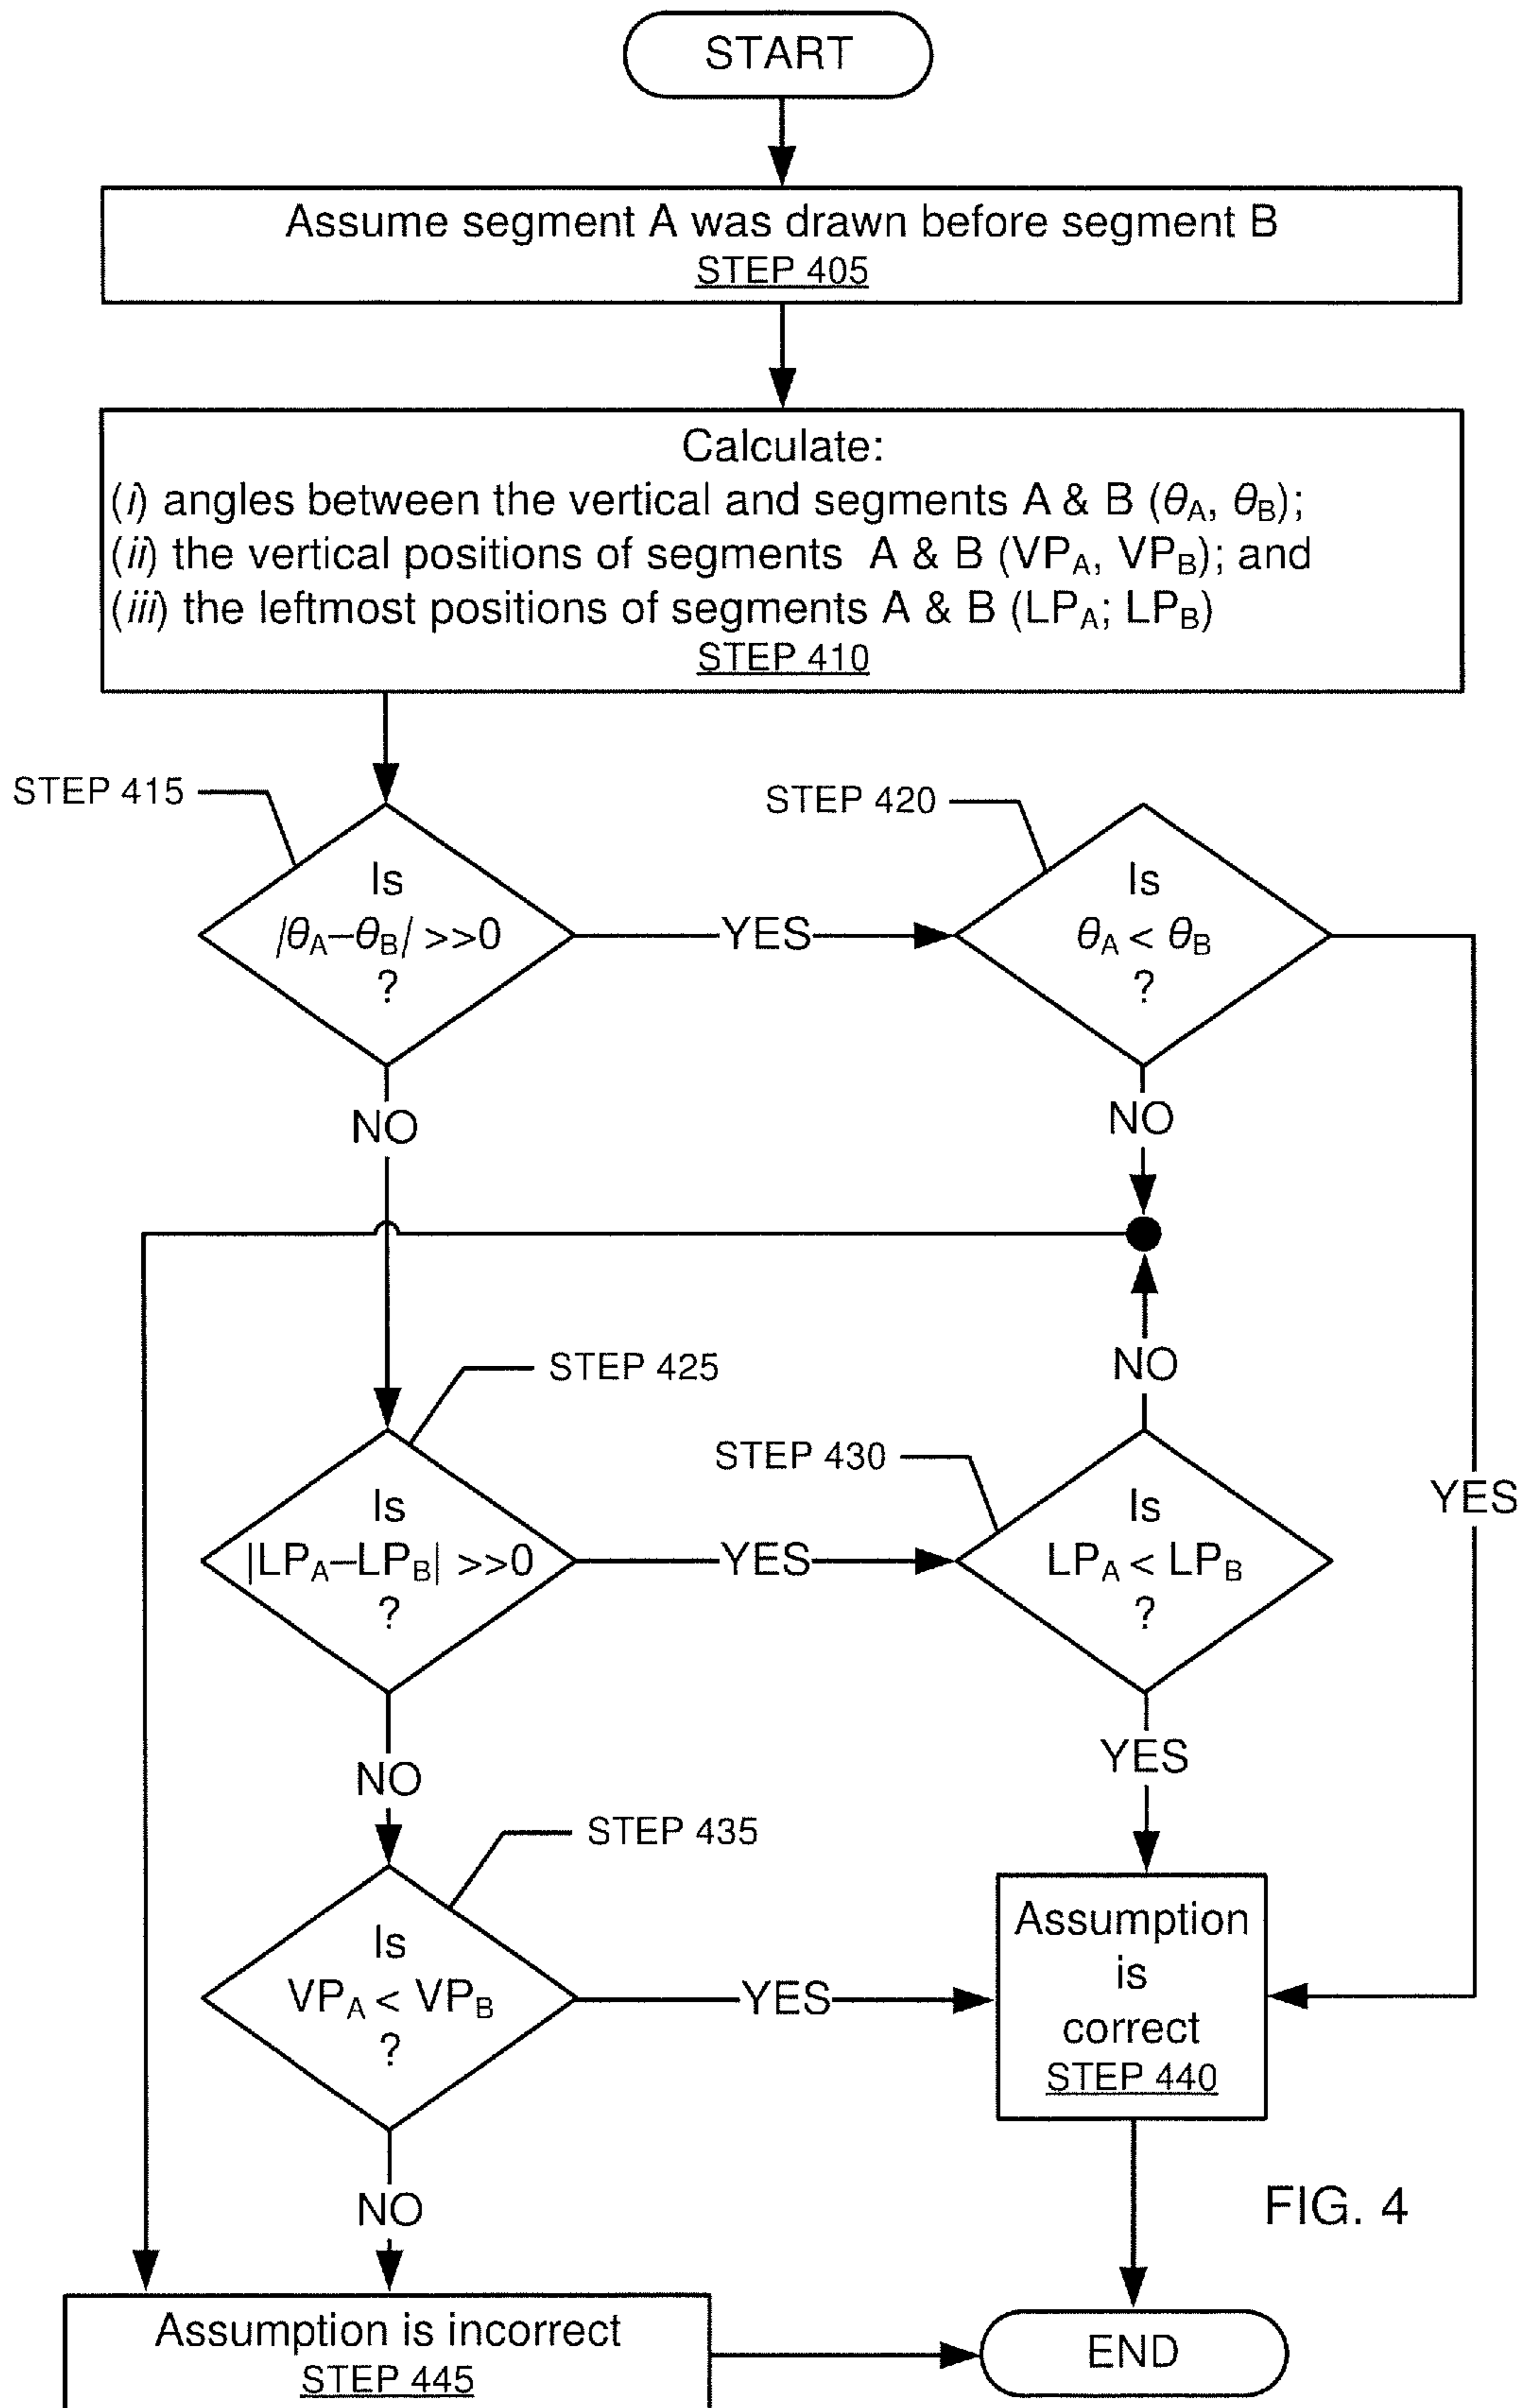 START
Assume segment A was drawn before segment B
STEP 405
Calculate:
(i) angles between the vertical and segments A & B (θA, θB);
(ii) the vertical positions of segments A & B (VPA, VPB); and
(iii) the leftmost positions of segments A & B (LPA; LPB)
STEP 410
STEP 415
Is
|θA–θB| >>0
?
YES
STEP 420
Is
θA < θB
?
NO
NO
YES
STEP 425
Is
|LPA–LPB| >>0
?
YES
STEP 430
Is
LPA < LPB
?
NO
NO
YES
STEP 435
Is
VPA < VPB
?
YES
Assumption
is
correct
STEP 440
NO
FIG. 4
Assumption is incorrect
STEP 445
END